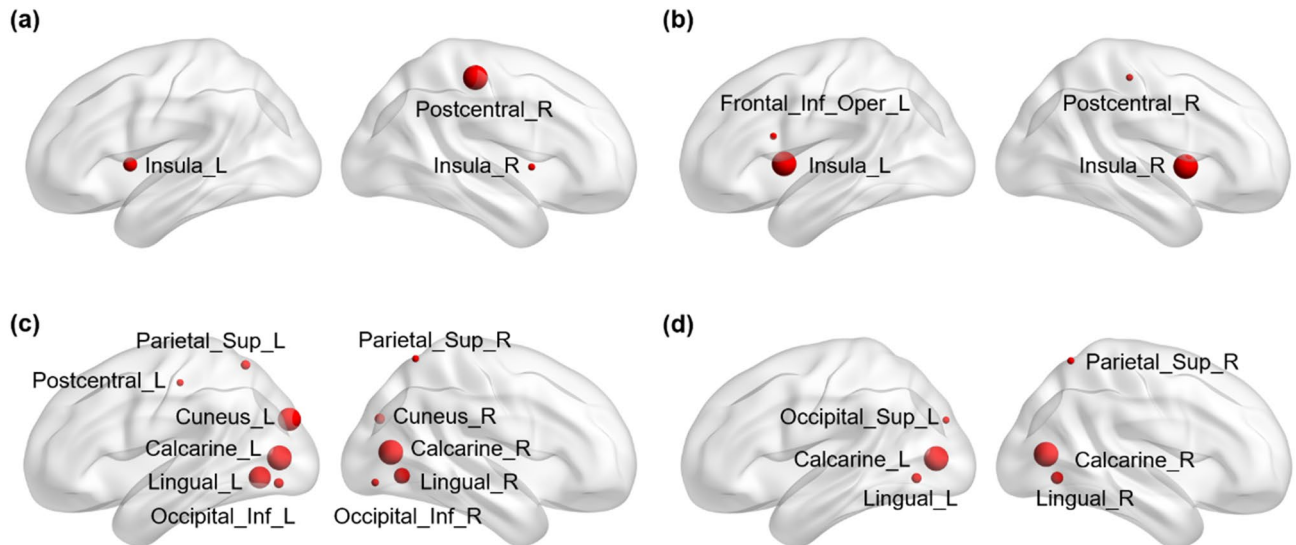 (a)
Postcentral_R
Insula_L
Insula_R
(b)
Frontal_Inf_Oper_L
Postcentral_R
Insula_L
Insula_R
(c)
Parietal_Sup_L
Parietal_Sup_R
Postcentral_L
Cuneus_L
Cuneus_R
Calcarine_L
Calcarine_R
Lingual_L
Lingual_R
Occipital_Inf_L
Occipital_Inf_R
(d)
Parietal_Sup_R
Occipital_Sup_L
Calcarine_L
Calcarine_R
Lingual_L
Lingual_R